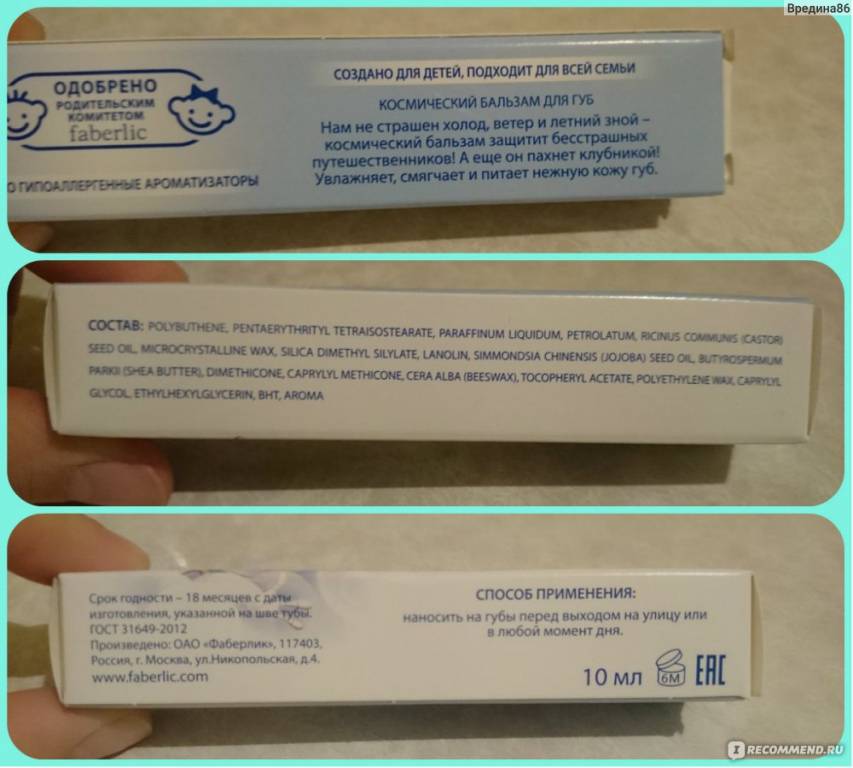 Вредина86
ОДОБРЕНО
РОДИТЕЛЬСКИМ
КОМИТЕТОМ
faberlic
ГИПОАЛЛЕРГЕННЫЕ АРОМАТИЗАТОРЫ
СОЗДАНО ДЛЯ ДЕТЕЙ, ПОДХОДИТ ДЛЯ ВСЕЙ СЕМЬИ
КОСМИЧЕСКИЙ БАЛЬЗАМ ДЛЯ ГУБ
Нам не страшен холод, ветер и летний зной –
космический бальзам защитит бесстрашных
путешественников! А еще он пахнет клубникой!
Увлажняет, смягчает и питает нежную кожу губ.
СОСТАВ: POLYBUTHENE, PENTAERYTHRITYL TETRAISOSTEARATE, PARAFFINUM LIQUIDUM, PETROLATUM, RICINUS COMMUNIS (CASTOR)
SEED OIL, MICROCRYSTALLINE WAX, SILICA DIMETHYL SILYLATE, LANOLIN, SIMMONDSIA CHINENSIS (JOJOBA) SEED OIL, BUTYROSPERMUM
PARKII (SHEA BUTTER), DIMETHICONE, CAPRYLYL METHICONE, CERA ALBA (BEESWAX), TOCOPHERYL ACETATE, POLYETHYLENE WAX, CAPRYLYL
GLYCOL, ETHYLHEXYLGLYCERIN, BHT, AROMA
Срок годности – 18 месяцев с даты
изготовления, указанной на шве тубы.
ГОСТ 31649-2012
Произведено: ОАО «Фаберлик», 117403,
Россия, г. Москва, ул.Никопольская, д.4.
www.faberlic.com
СПОСОБ ПРИМЕНЕНИЯ:
наносить на губы перед выходом на улицу или
в любой момент дня.
10 мл 6М EAC
I RECOMMEND.RU